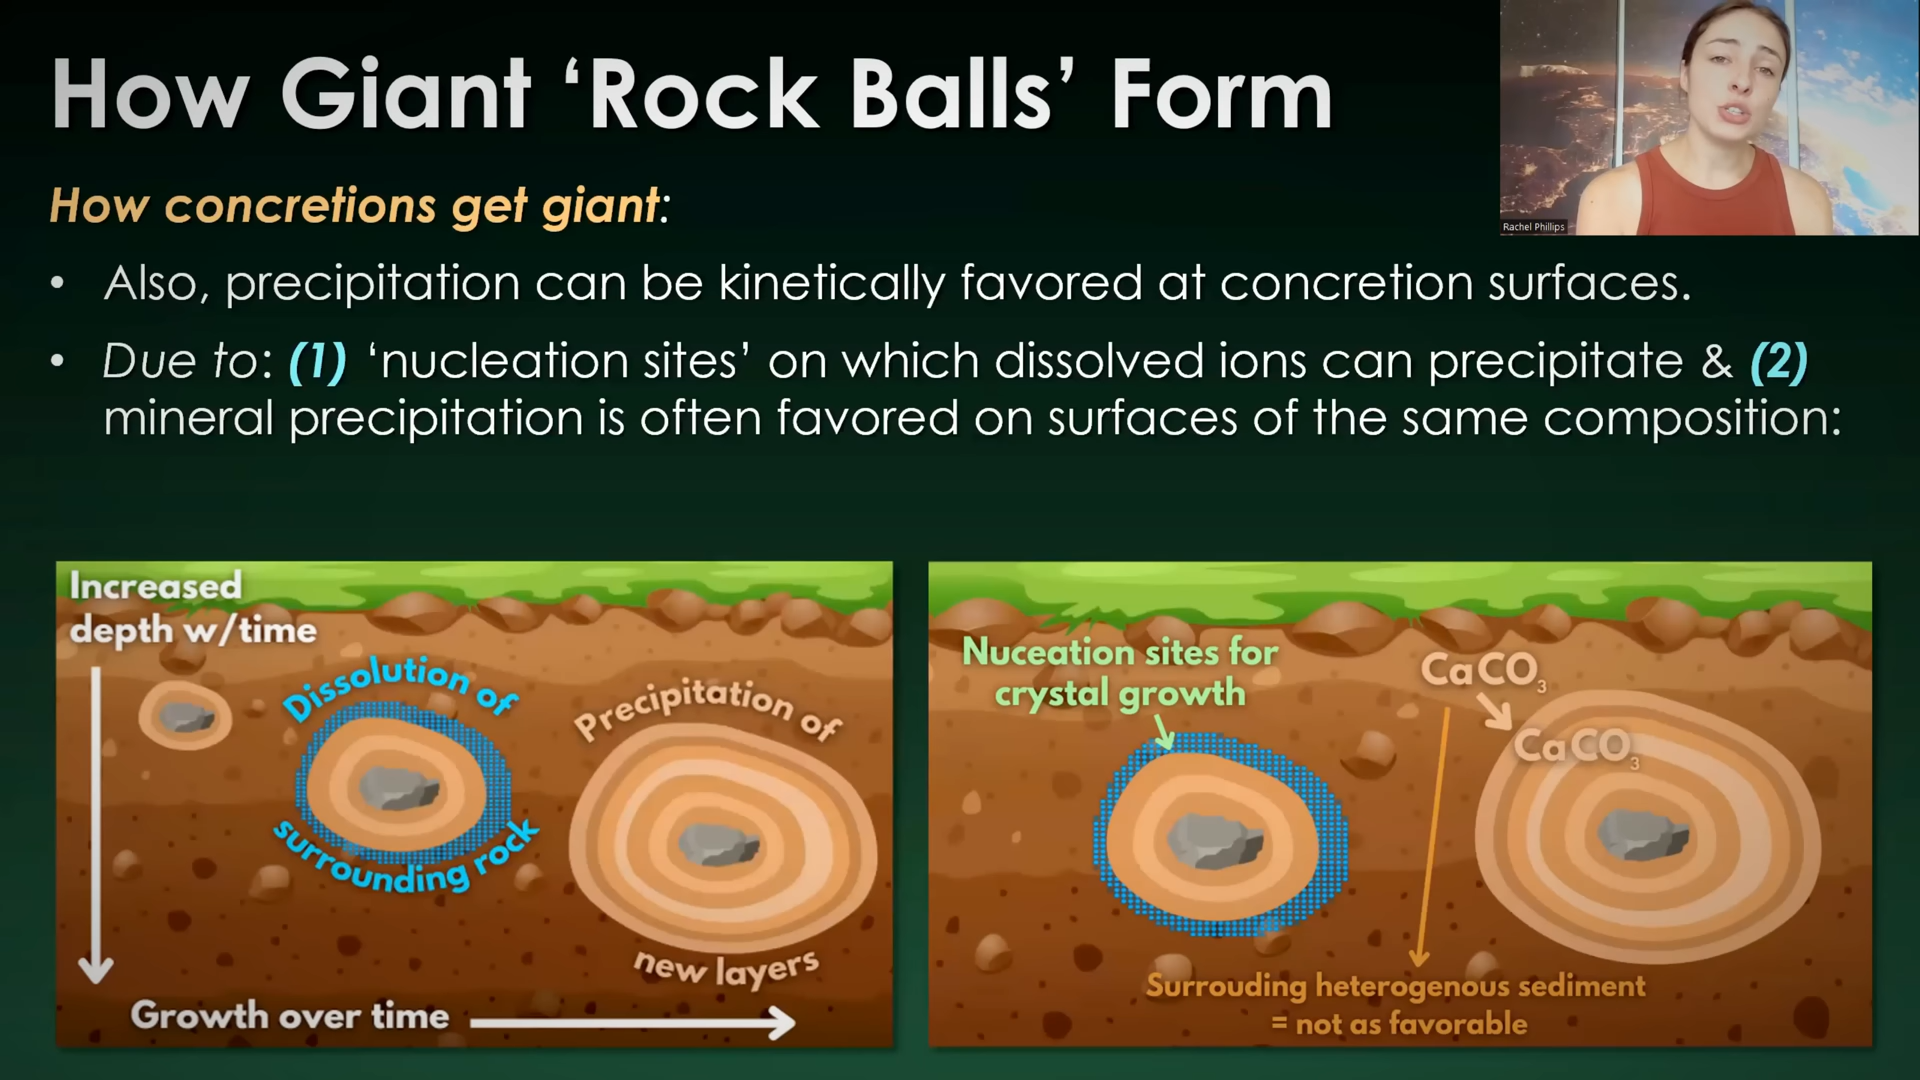 How Giant ‘Rock Balls’ Form
Rachel Phillips
How concretions get giant:
• Also, precipitation can be kinetically favored at concretion surfaces.
• Due to: (1) ‘nucleation sites’ on which dissolved ions can precipitate & (2)
mineral precipitation is often favored on surfaces of the same composition:
Increased
depth w/time
Dissolution of
surrounding rock
Precipitation of
new layers
Growth over time
Nuceation sites for
crystal growth
CaCO₃
CaCO₃
Surrouding heterogenous sediment
= not as favorable